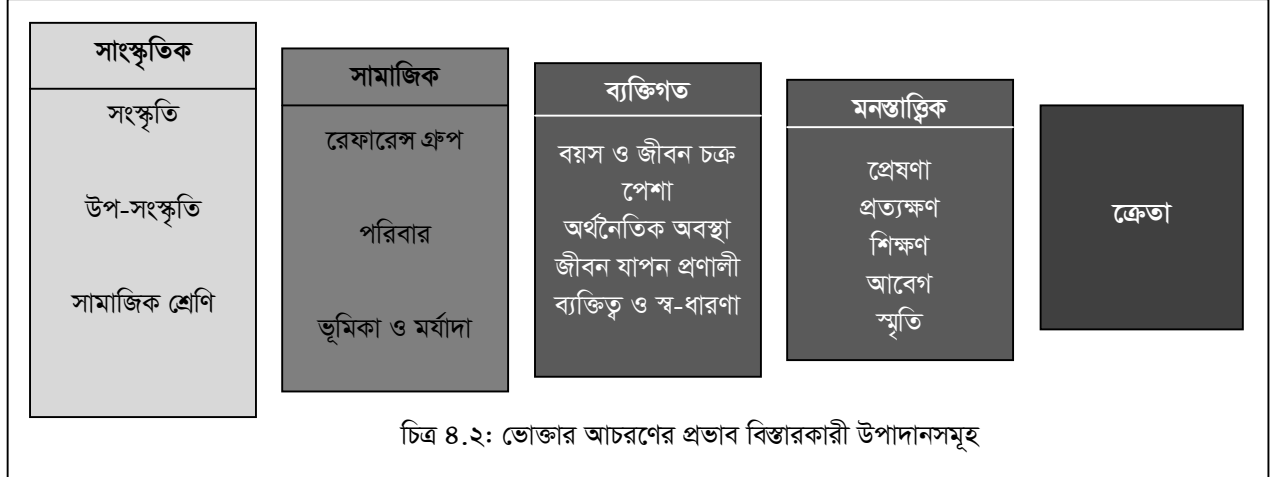 সাংস্কৃতিক
সংস্কৃতি
উপ-সংস্কৃতি
সামাজিক শ্রেণি
সামাজিক
রেফারেন্স গ্রুপ
পরিবার
ভূমিকা ও মর্যাদা
ব্যক্তিগত
বয়স ও জীবন চক্র
পেশা
অর্থনৈতিক অবস্থা
জীবন যাপন প্রণালী
ব্যক্তিত্ব ও স্ব-ধারণা
মনস্তাত্ত্বিক
প্রেষণা
প্রত্যক্ষণ
শিক্ষণ
আবেগ
স্মৃতি
ক্রেতা
চিত্র ৪.২: ভোক্তার আচরণের প্রভাব বিস্তারকারী উপাদানসমূহ